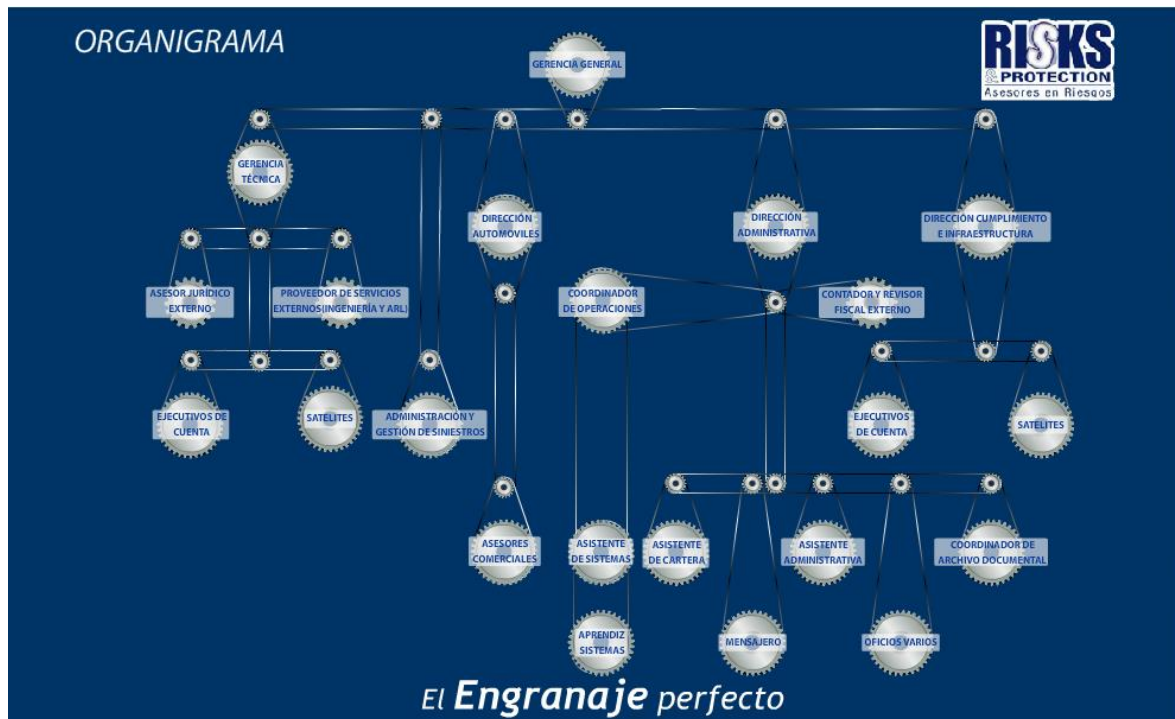 ORGANIGRAMA
RISKS
& PROTECTION
Asesores en Riesgos
GERENCIA GENERAL
GERENCIA
TÉCNICA
DIRECCIÓN
AUTOMOVILES
DIRECCIÓN
ADMINISTRATIVA
DIRECCIÓN CUMPLIMIENTO
E INFRAESTRUCTURA
ASESOR JURÍDICO
EXTERNO
PROVEEDOR DE SERVICIOS
EXTERNOS(INGENIERÍA Y ARL)
COORDINADOR
DE OPERACIONES
CONTADOR Y REVISOR
FISCAL EXTERNO
EJECUTIVOS DE
CUENTA
SATÉLITES
ADMINISTRACIÓN Y
GESTIÓN DE SINIESTROS
EJECUTIVOS
DE CUENTA
SATÉLITES
ASESORES
COMERCIALES
ASISTENTE
DE SISTEMAS
ASISTENTE
DE CARTERA
ASISTENTE
ADMINISTRATIVA
COORDINADOR DE
ARCHIVO DOCUMENTAL
APRENDIZ
SISTEMAS
MENSAJERO
OFICIOS VARIOS
El Engranaje perfecto